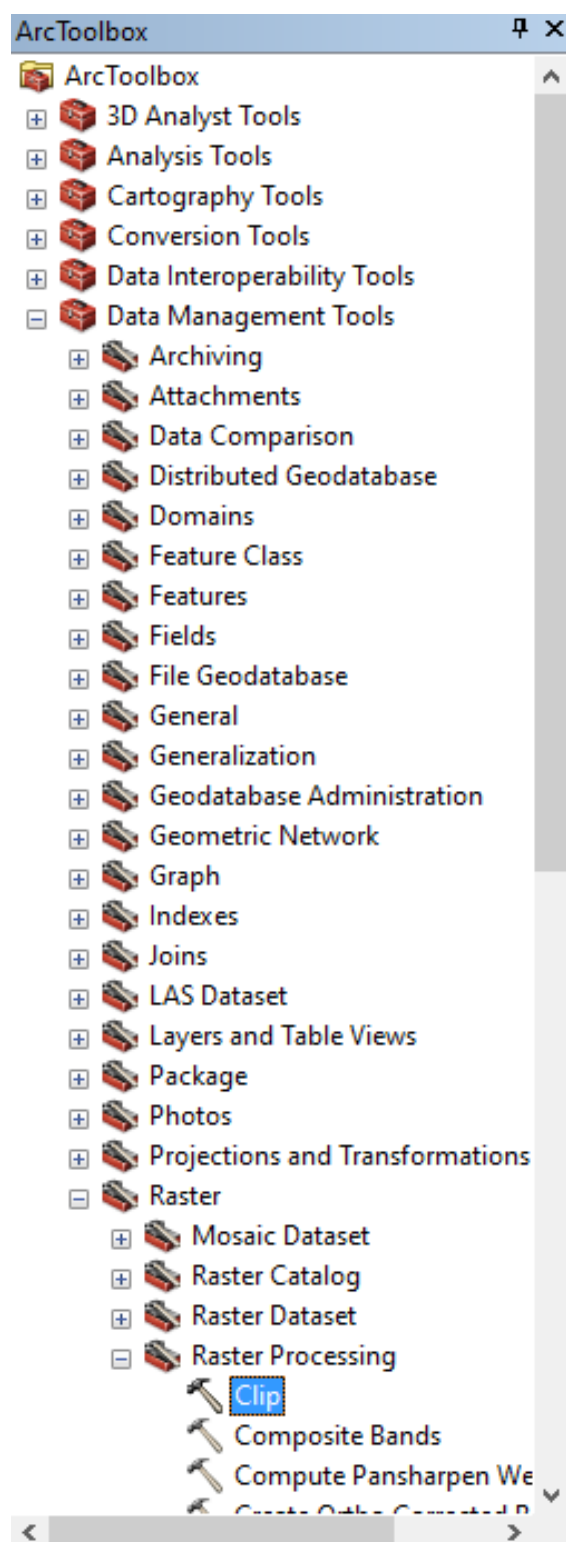 ArcToolbox
ArcToolbox
3D Analyst Tools
Analysis Tools
Cartography Tools
Conversion Tools
Data Interoperability Tools
Data Management Tools
Archiving
Attachments
Data Comparison
Distributed Geodatabase
Domains
Feature Class
Features
Fields
File Geodatabase
General
Generalization
Geodatabase Administration
Geometric Network
Graph
Indexes
Joins
LAS Dataset
Layers and Table Views
Package
Photos
Projections and Transformations
Raster
Mosaic Dataset
Raster Catalog
Raster Dataset
Raster Processing
Clip
Composite Bands
Compute Pansharpen We